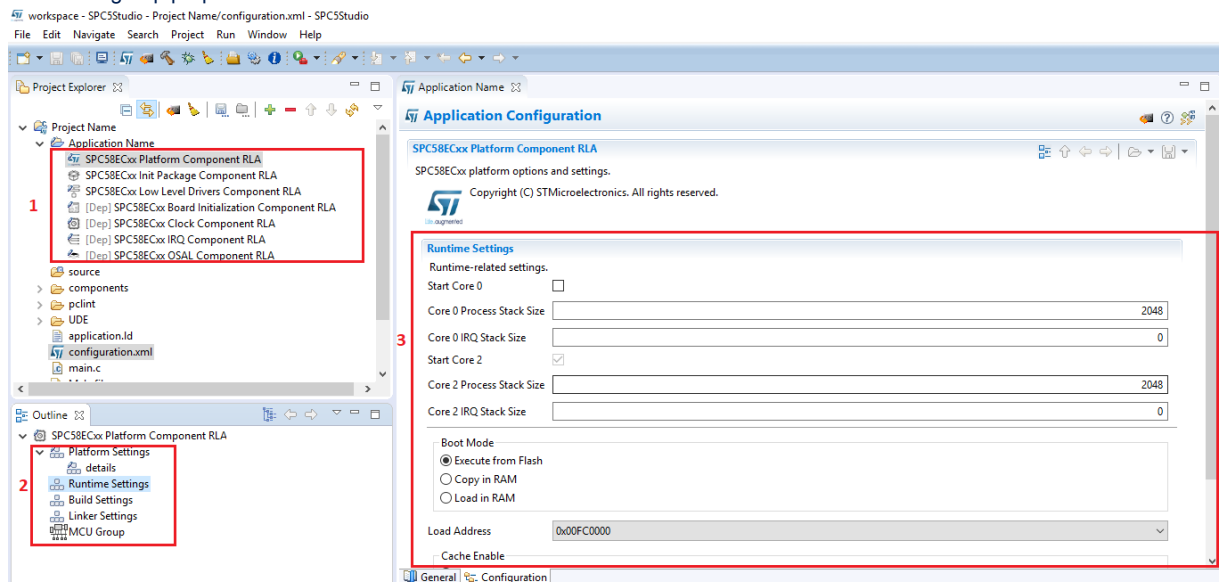 workspace - SPC5Studio - Project Name/configuration.xml - SPC5Studio
File Edit Navigate Search Project Run Window Help
Project Explorer
Project Name
Application Name
SPC58ECxx Platform Component RLA
SPC58ECxx Init Package Component RLA
SPC58ECxx Low Level Drivers Component RLA
1
[Dep] SPC58ECxx Board Initialization Component RLA
[Dep] SPC58ECxx Clock Component RLA
[Dep] SPC58ECxx IRQ Component RLA
[Dep] SPC58ECxx OSAL Component RLA
source
components
pclint
UDE
application.ld
configuration.xml
main.c
Outline
SPC58ECxx Platform Component RLA
Platform Settings
details
2
Runtime Settings
Build Settings
Linker Settings
MCU Group
Application Name
Application Configuration
SPC58ECxx Platform Component RLA
SPC58ECxx platform options and settings.
Copyright (C) STMicroelectronics. All rights reserved.
life.augmented
Runtime Settings
Runtime-related settings.
Start Core 0
Core 0 Process Stack Size 2048
3
Core 0 IRQ Stack Size 0
Start Core 2
Core 2 Process Stack Size 2048
Core 2 IRQ Stack Size 0
Boot Mode
Execute from Flash
Copy in RAM
Load in RAM
Load Address 0x00FC0000
Cache Enable
General Configuration